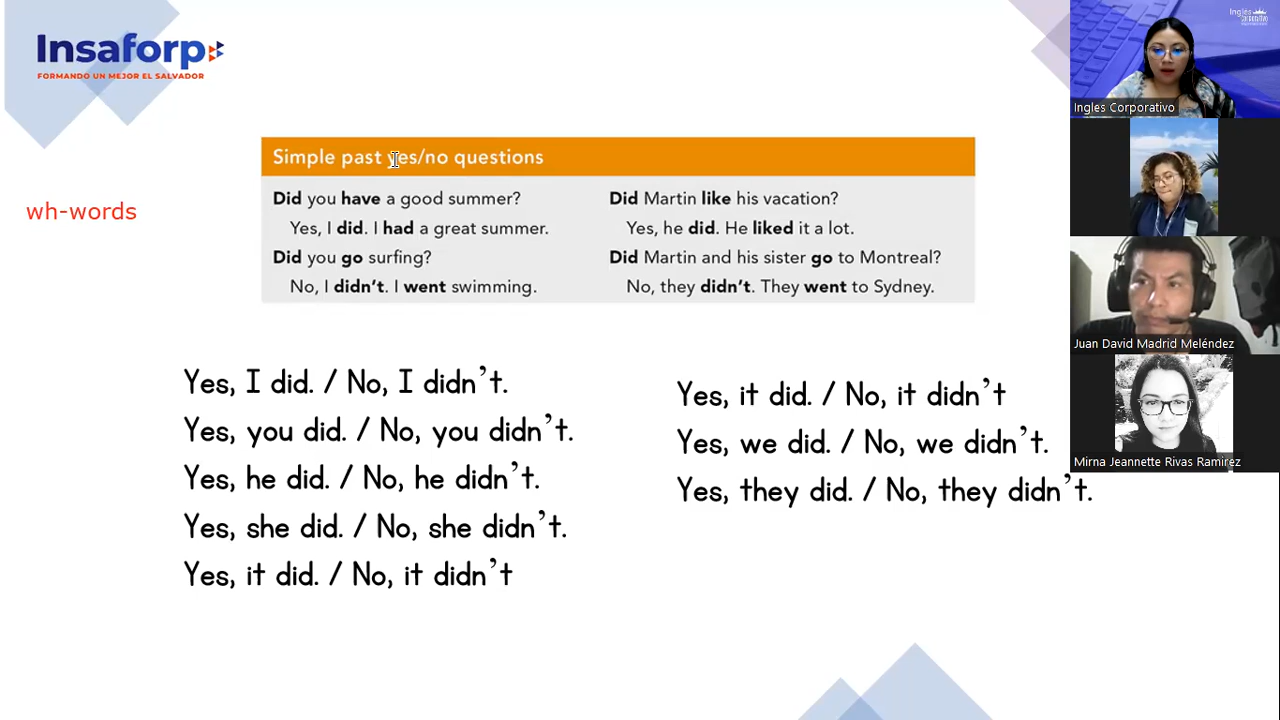 Insaforp
FORMANDO UN MEJOR EL SALVADOR
wh-words
Simple past yes/no questions
Did you have a good summer?
Yes, I did. I had a great summer.
Did you go surfing?
No, I didn't. I went swimming.
Did Martin like his vacation?
Yes, he did. He liked it a lot.
Did Martin and his sister go to Montreal?
No, they didn't. They went to Sydney.
Yes, I did. / No, I didn't.
Yes, you did. / No, you didn't.
Yes, he did. / No, he didn't.
Yes, she did. / No, she didn't.
Yes, it did. / No, it didn't
Yes, it did. / No, it didn't
Yes, we did. / No, we didn't.
Yes, they did. / No, they didn't.
Ingles Corporativo
Juan David Madrid Meléndez
Mirna Jeannette Rivas Ramirez